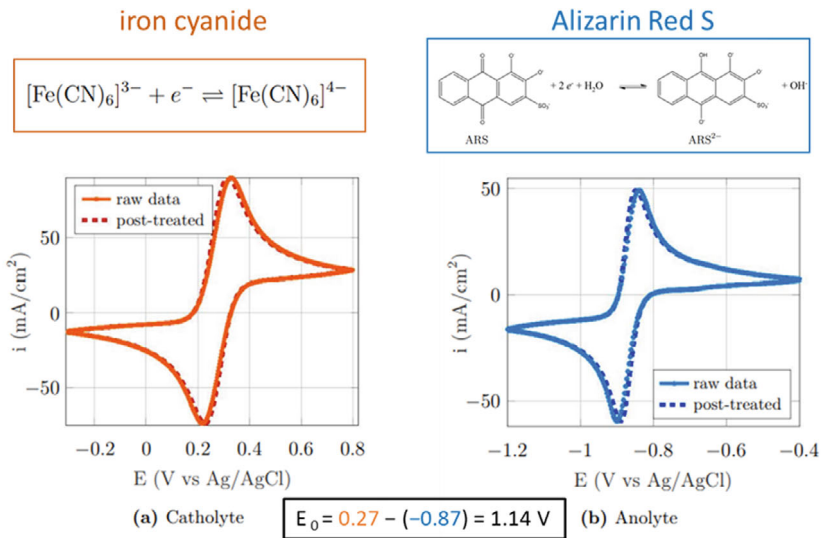 iron cyanide
Alizarin Red S
[Fe(CN)₆]³⁻ + e⁻ ⇌ [Fe(CN)₆]⁴⁻
O
O⁻
O⁻
SO₃⁻
O
ARS
+ 2 e⁻ + H₂O
OH
O⁻
O⁻
SO₃⁻
O⁻
ARS²⁻
+ OH⁻
raw data
post-treated
50
0
−50
i (mA/cm²)
−0.2
0
0.2
0.4
0.6
0.8
E (V vs Ag/AgCl)
(a) Catholyte
raw data
post-treated
50
0
−50
i (mA/cm²)
−1.2
−1
−0.8
−0.6
−0.4
E (V vs Ag/AgCl)
(b) Anolyte
E₀ = 0.27 − (−0.87) = 1.14 V